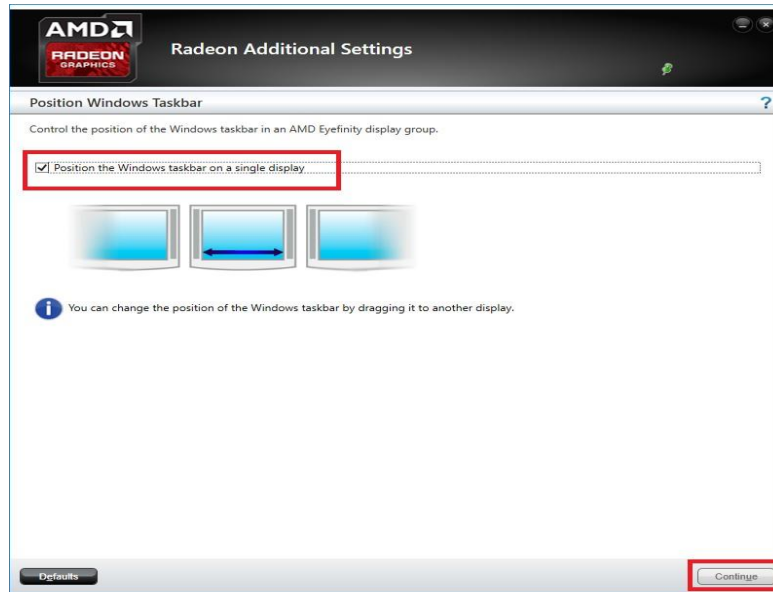 AMD
RADEON
GRAPHICS
Radeon Additional Settings
Position Windows Taskbar
?
Control the position of the Windows taskbar in an AMD Eyefinity display group.
Position the Windows taskbar on a single display
i You can change the position of the Windows taskbar by dragging it to another display.
Defaults
Continue